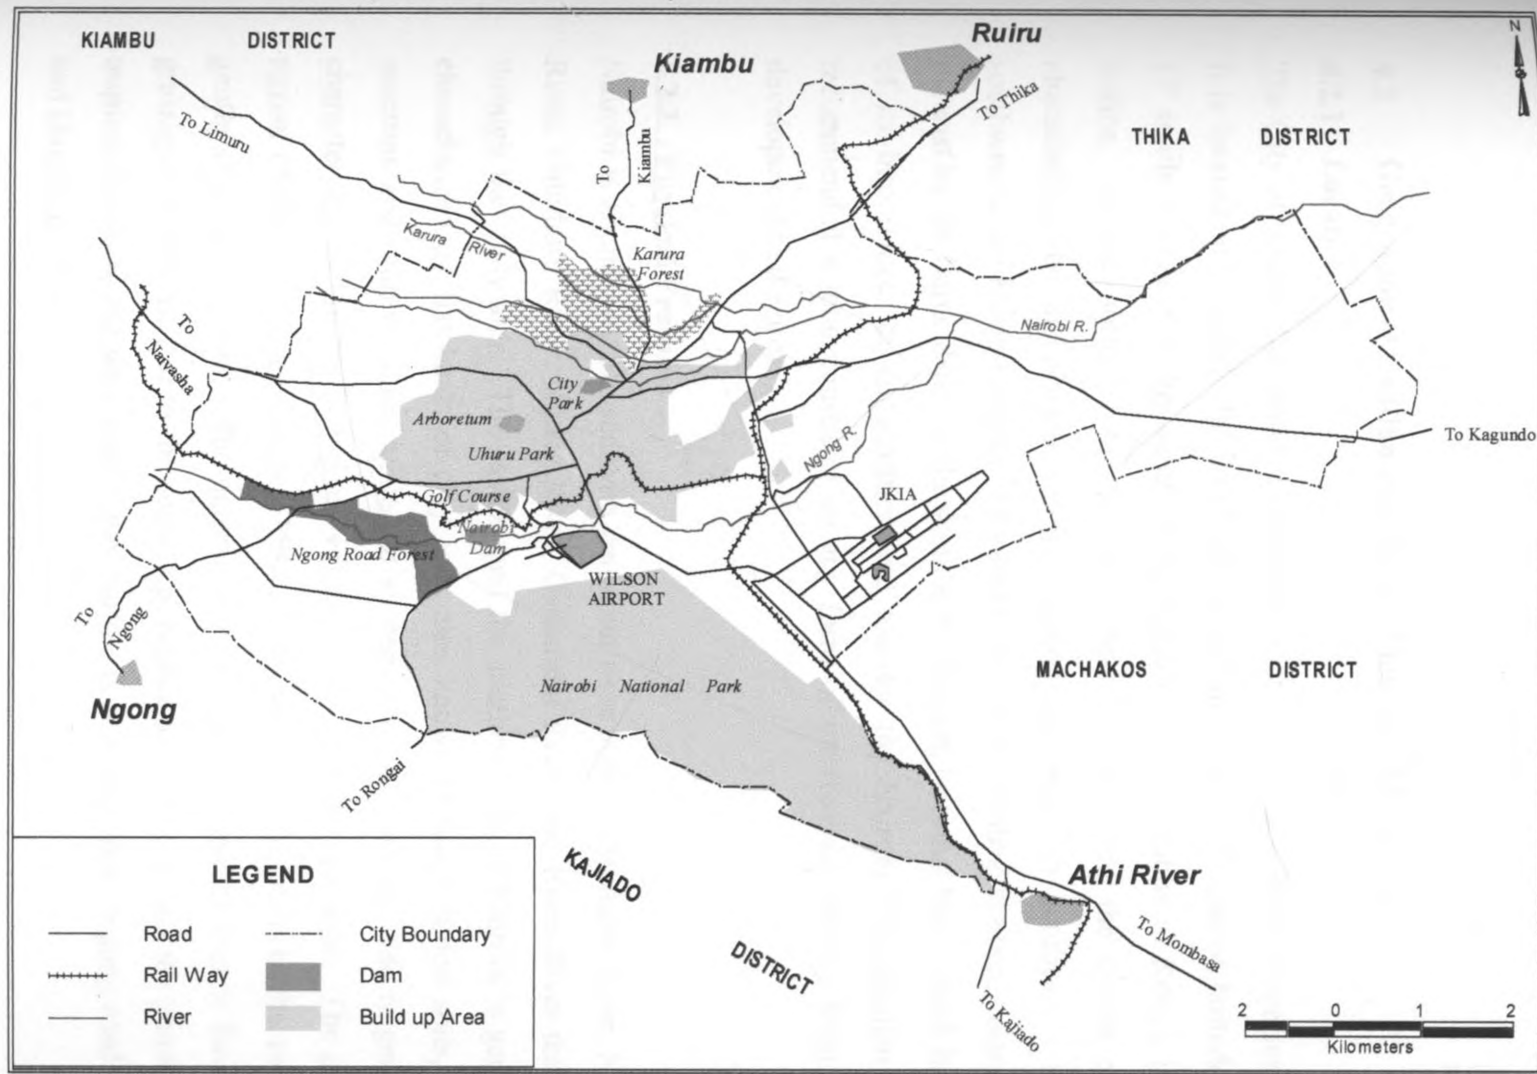 KIAMBU DISTRICT
Ruiru
Kiambu
N
To Limuru
To Thika
THIKA DISTRICT
To
Kiambu
Karura
River
Karura
Forest
Nairobi R.
To
Naivasha
City
Park
Arboretum
Uhuru Park
Ngong R.
To Kagundo
Golf Course
JKIA
Nairobi
Dam
Ngong Road Forest
WILSON
AIRPORT
To
Ngong
MACHAKOS DISTRICT
Nairobi National Park
Ngong
To Rongai
KAJIADO
DISTRICT
Athi River
To Mombasa
To Kajiado
LEGEND
Road
City Boundary
Rail Way
Dam
River
Build up Area
2 0 1 2
Kilometers